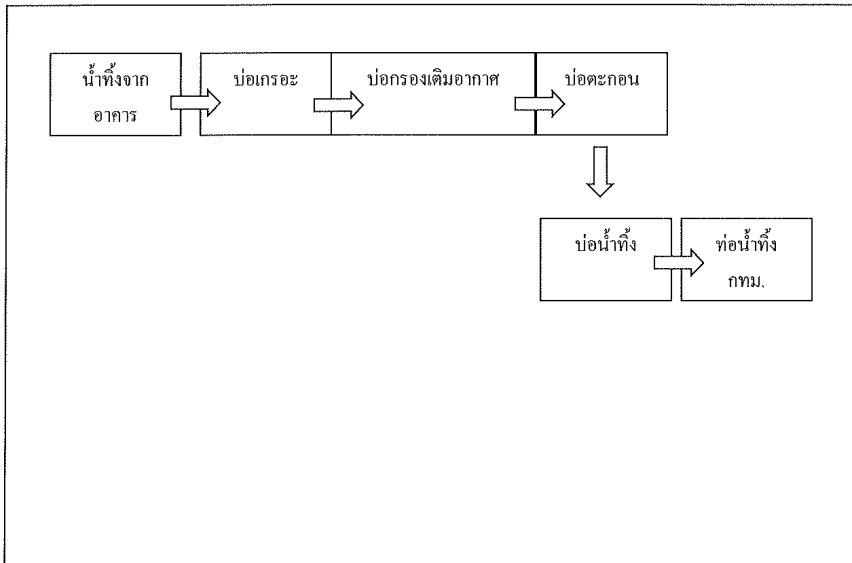 น้ำทิ้งจาก
อาคาร
บ่อเกรอะ
บ่อกรองเติมอากาศ
บ่อตะกอน
บ่อน้ำทิ้ง
ท่อน้ำทิ้ง
กทม.